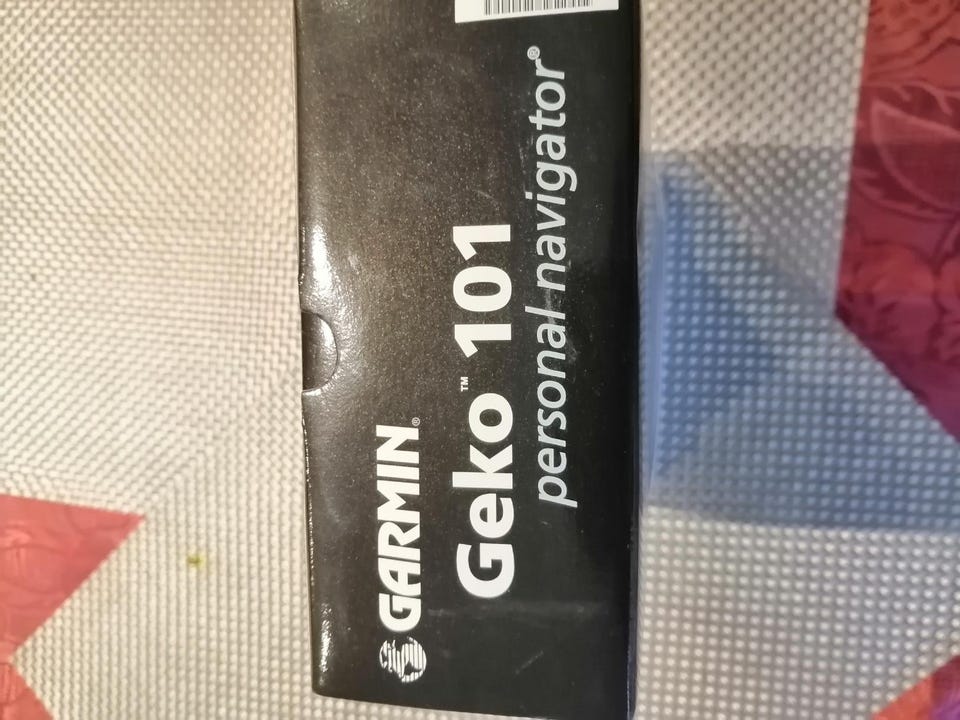 GARMIN®
Geko™ 101
personal navigator®